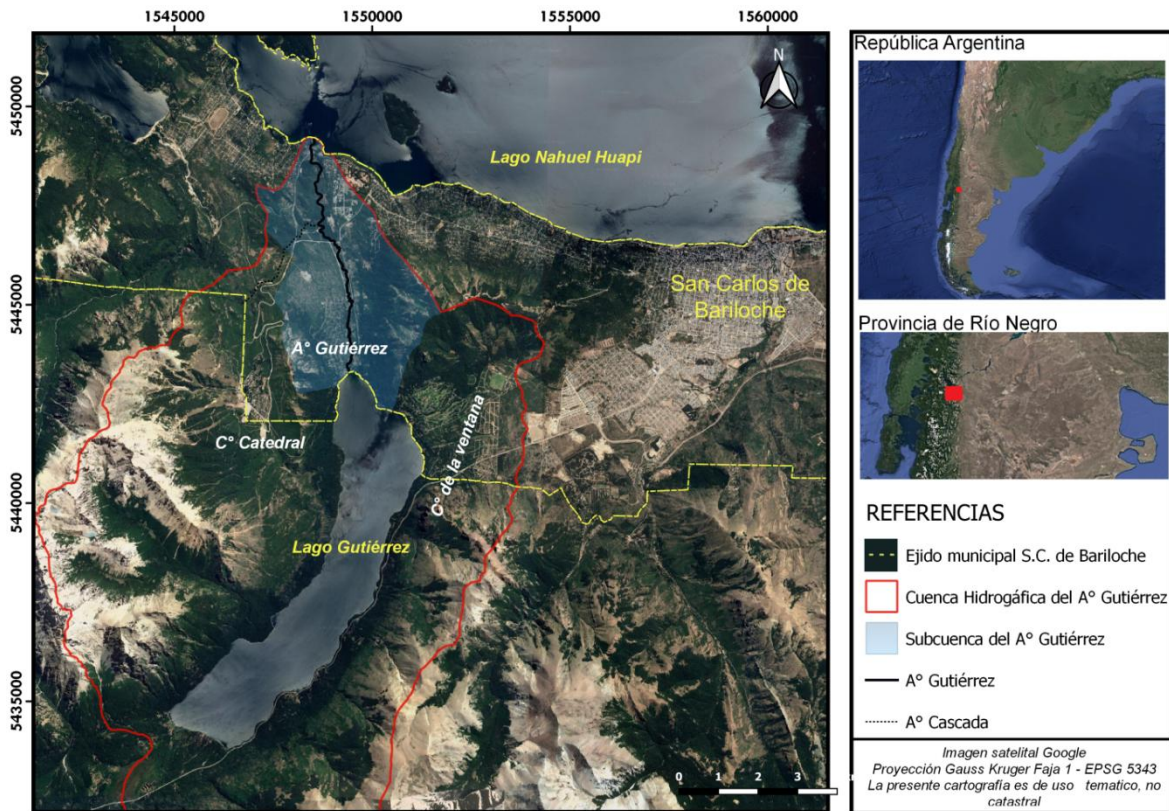 1545000 1550000 1555000 1560000
5450000
5445000
5440000
5435000
N
Lago Nahuel Huapi
San Carlos de
Bariloche
A° Gutiérrez
C° Catedral
C° de la ventana
Lago Gutiérrez
0 1 2 3
República Argentina
Provincia de Río Negro
REFERENCIAS
Ejido municipal S.C. de Bariloche
Cuenca Hidrogáfica del A° Gutiérrez
Subcuenca del A° Gutiérrez
A° Gutiérrez
A° Cascada
Imagen satelital Google
Proyección Gauss Kruger Faja 1 - EPSG 5343
La presente cartografía es de uso tematico, no
catastral